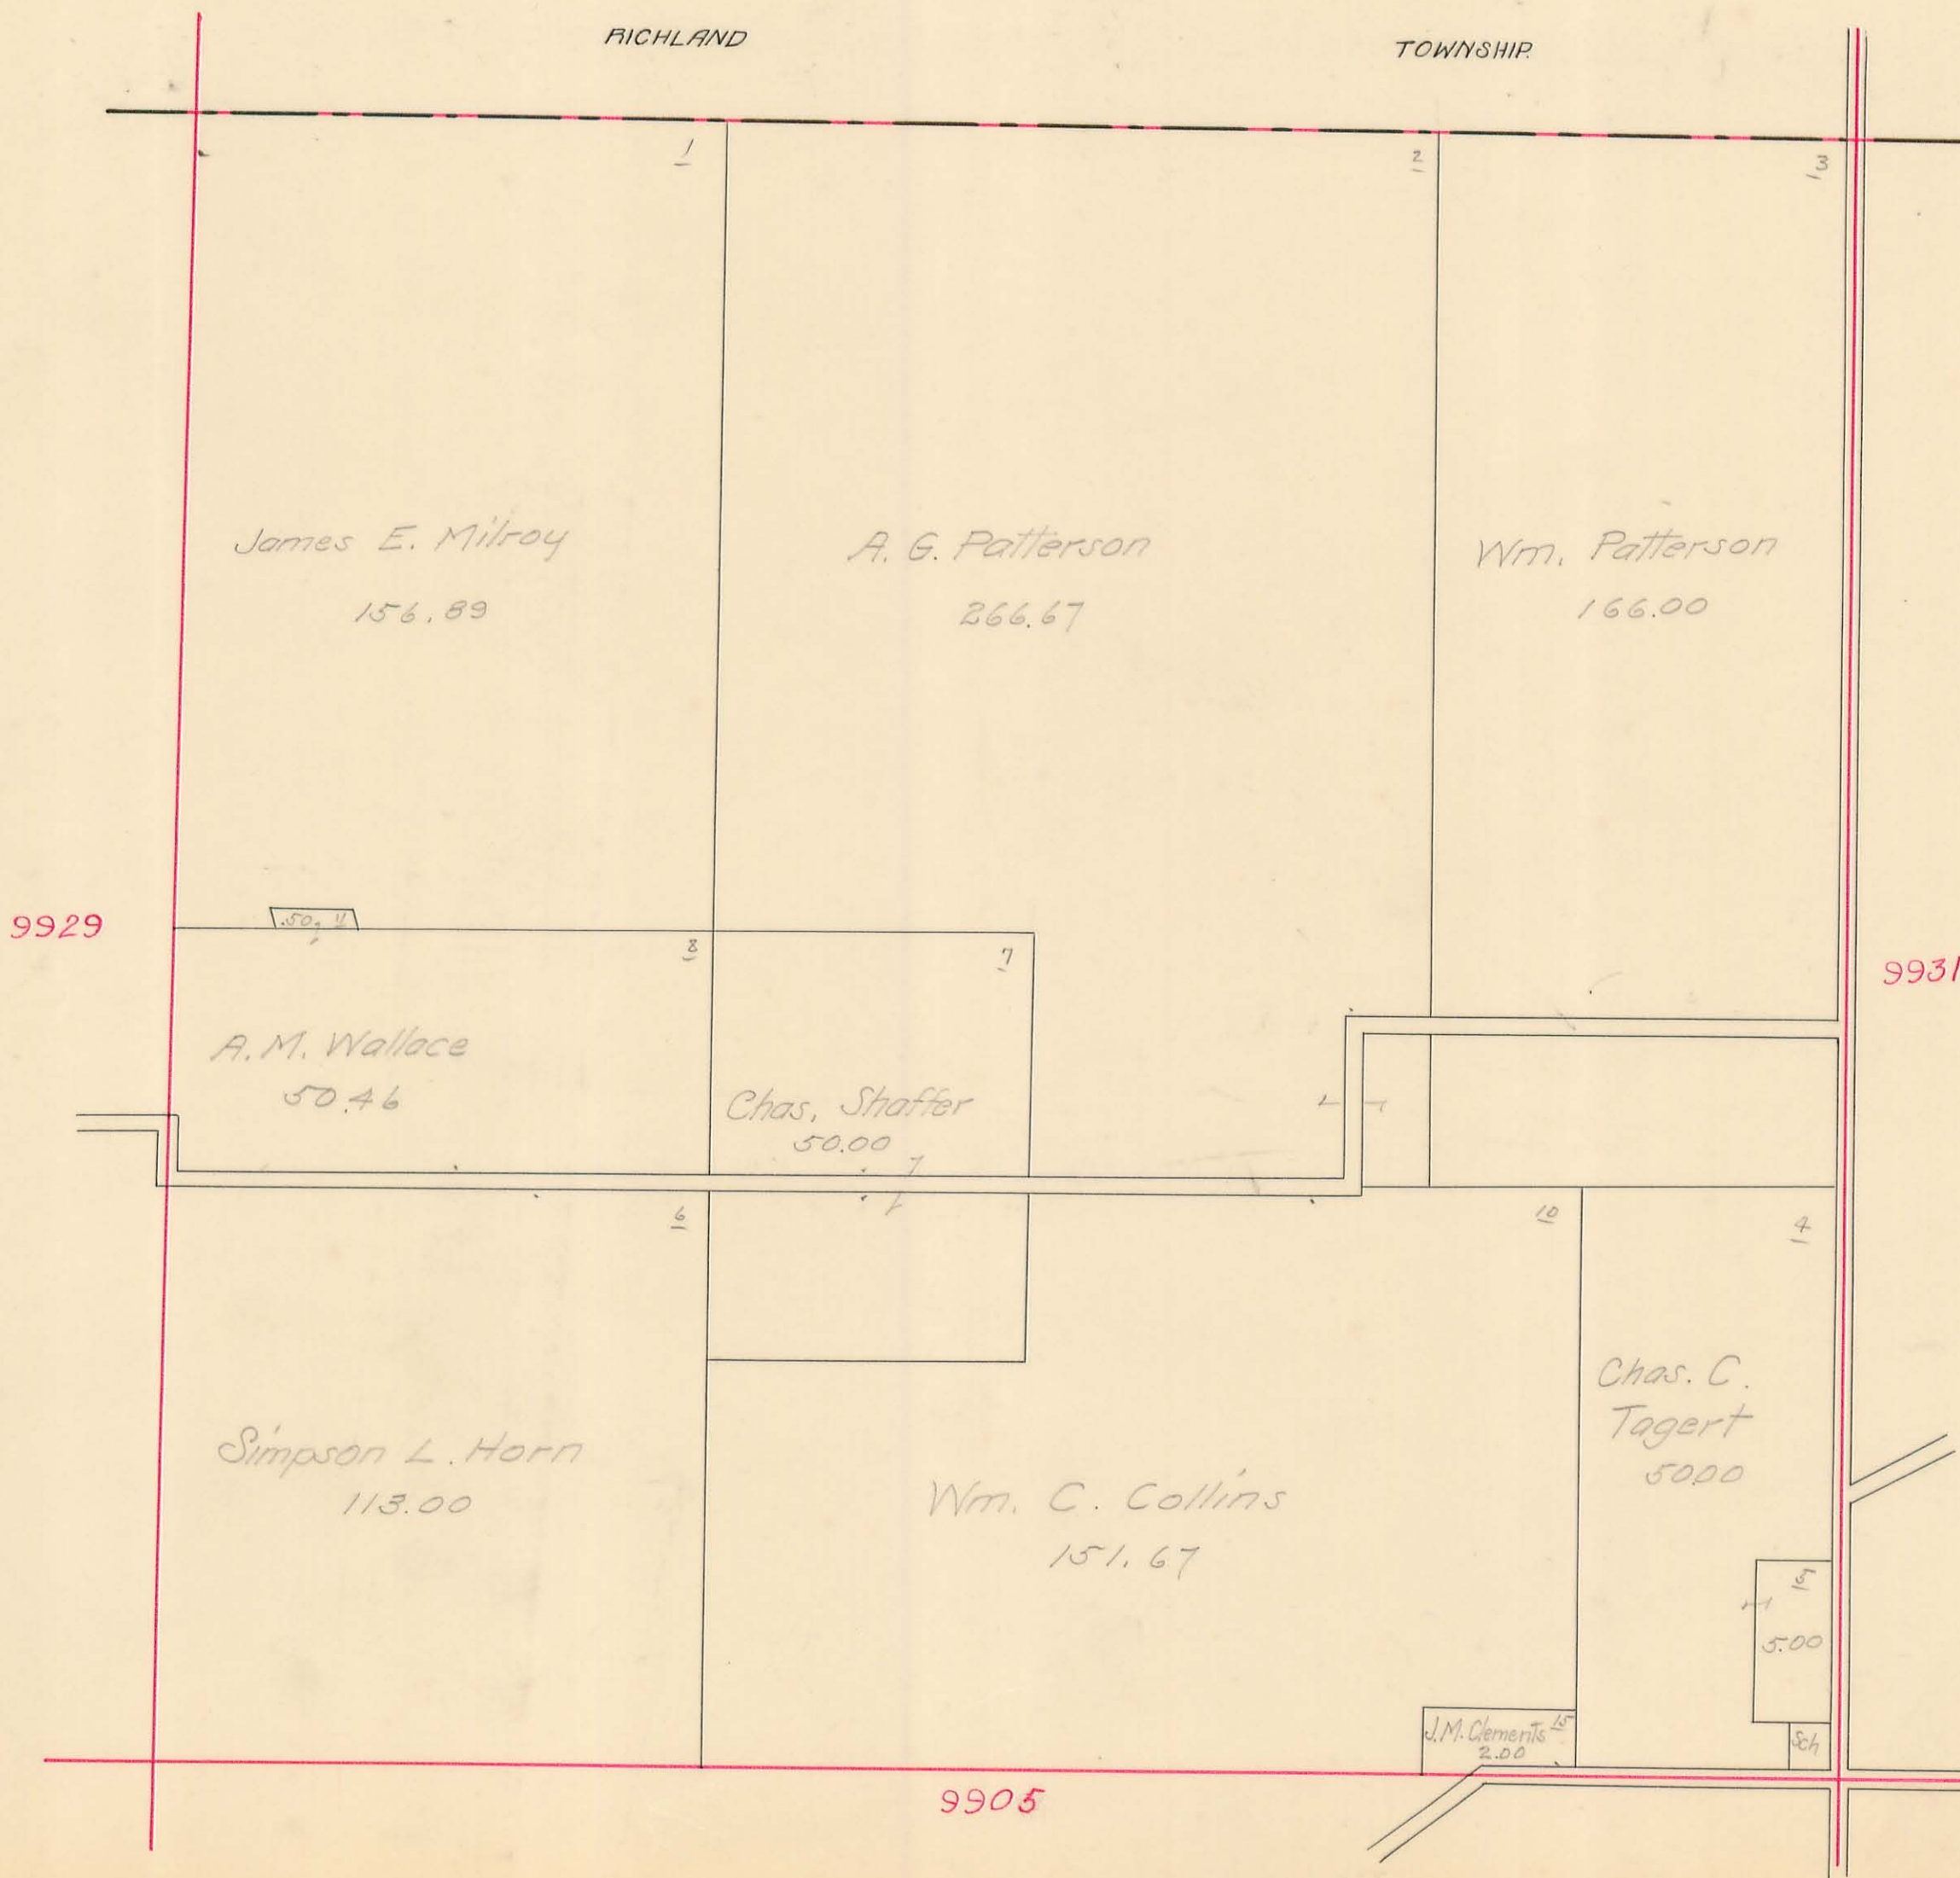 RICHLAND TOWNSHIP.
1
2
3
James E. Milroy
156.89
A. G. Patterson
266.67
Wm. Patterson
166.00
9929
.50 11
8
7
9931
A. M. Wallace
50.46
Chas, Shaffer
50.00
6
10
4
Simpson L. Horn
113.00
Wm. C. Collins
151.67
Chas. C.
Tagert
50.00
5
5.00
J.M. Clements 15
2.00
Sch
9905